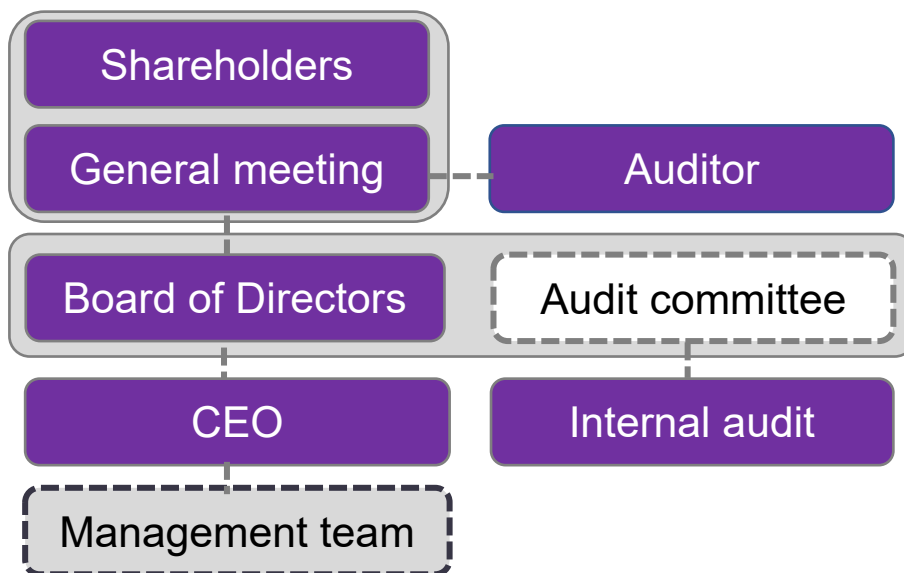 Shareholders
General meeting
Auditor
Board of Directors
Audit committee
CEO
Internal audit
Management team